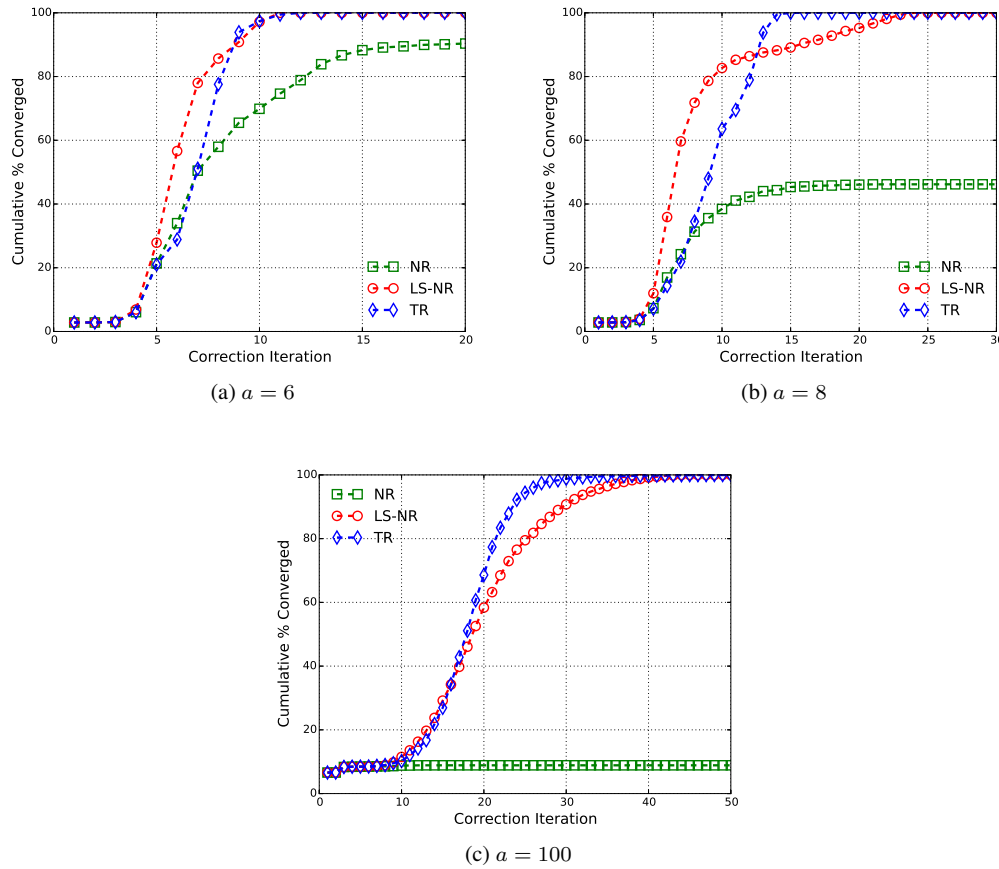 100
80
60
40
20
0
Cumulative % Converged
0 5 10 15 20
Correction Iteration
NR
LS-NR
TR
(a) a = 6
100
80
60
40
20
0
Cumulative % Converged
0 5 10 15 20 25 30
Correction Iteration
NR
LS-NR
TR
(b) a = 8
100
80
60
40
20
0
Cumulative % Converged
NR
LS-NR
TR
0 10 20 30 40 50
Correction Iteration
(c) a = 100